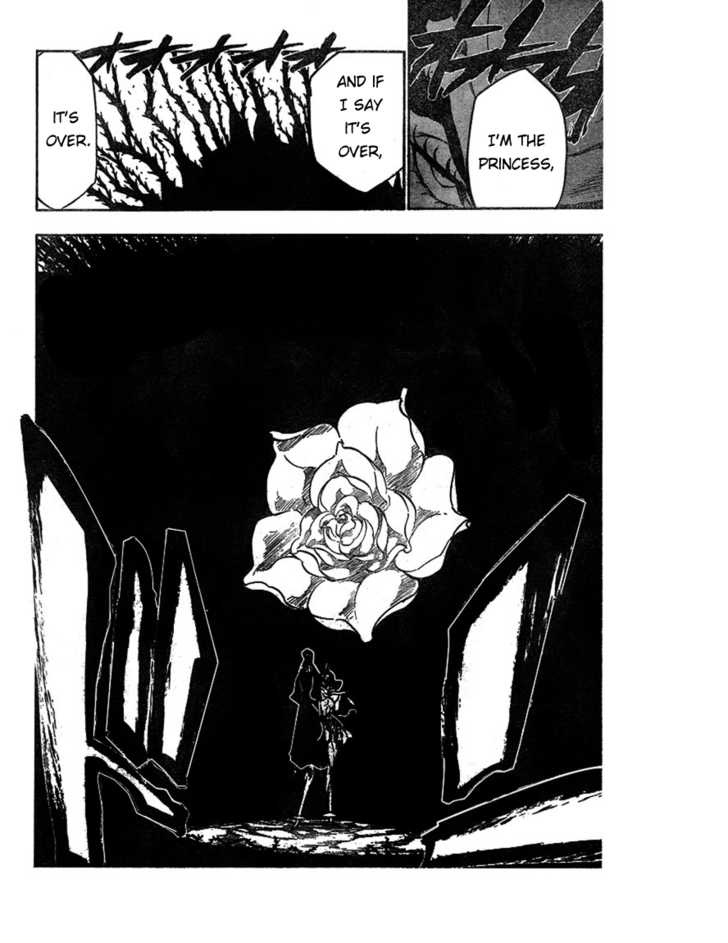 I'M THE
PRINCESS,
AND IF
I SAY
IT'S
OVER,
IT'S
OVER.